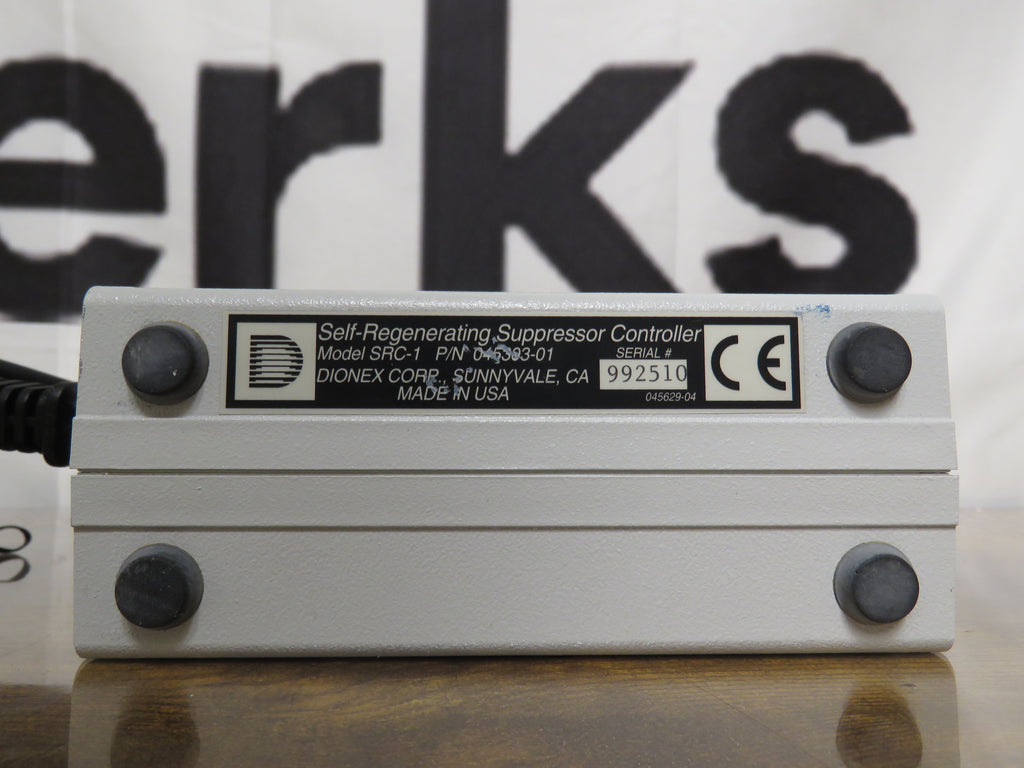 erks
Self-Regenerating Suppressor Controller
Model SRC-1 P/N 045393-01
SERIAL #
DIONEX CORP., SUNNYVALE, CA
992510
MADE IN USA
045629-04
D
CE